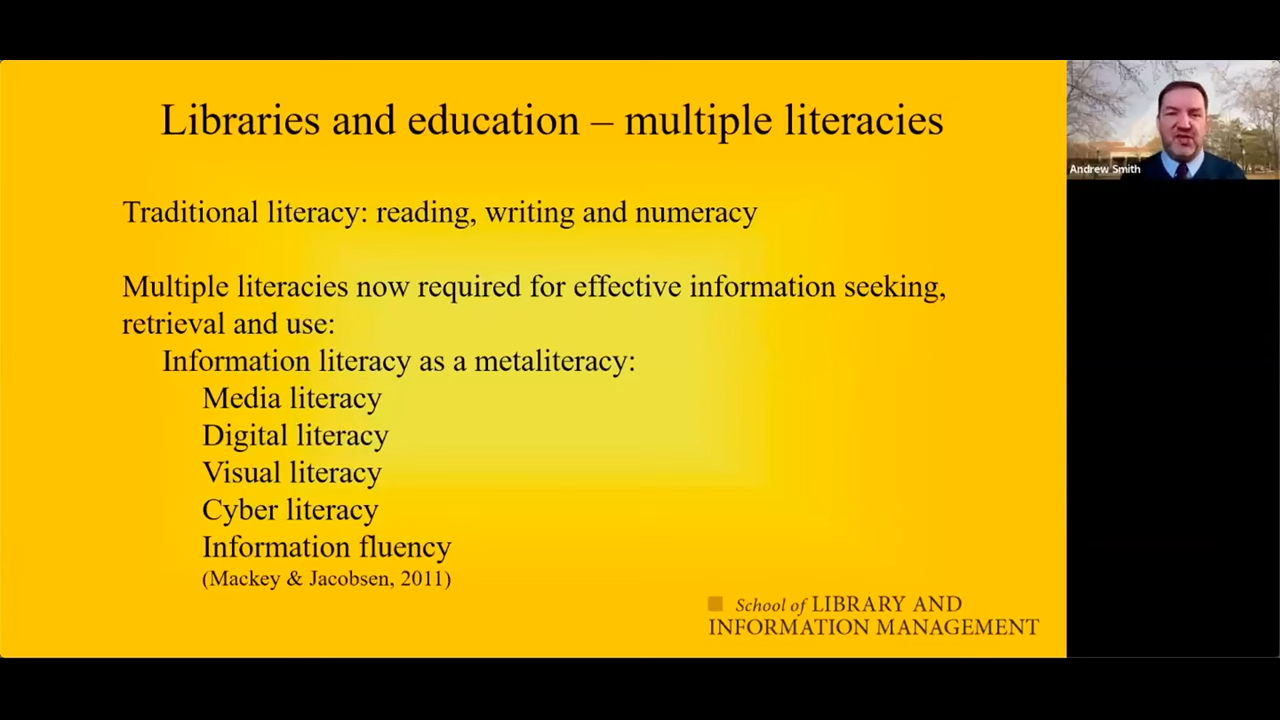 Libraries and education – multiple literacies
Traditional literacy: reading, writing and numeracy
Multiple literacies now required for effective information seeking,
retrieval and use:
Information literacy as a metaliteracy:
Media literacy
Digital literacy
Visual literacy
Cyber literacy
Information fluency
(Mackey & Jacobsen, 2011)
School of LIBRARY AND
INFORMATION MANAGEMENT
Andrew Smith